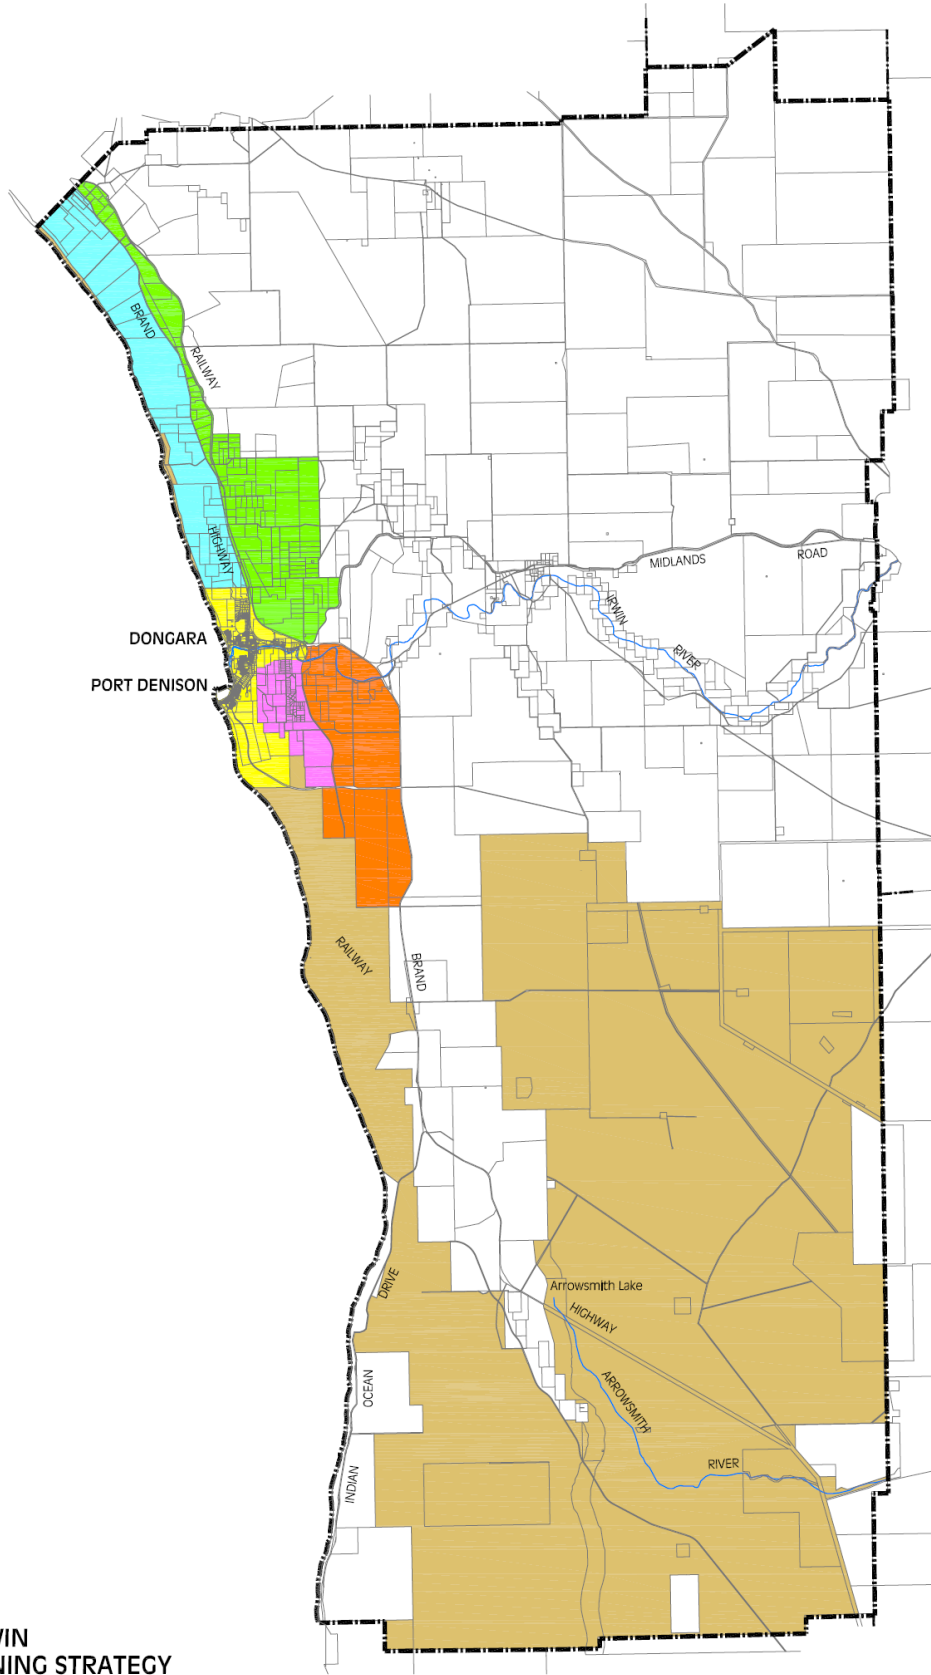 BRAND
RAILWAY
HIGHWAY
MIDLANDS
ROAD
IRWIN
RIVER
DONGARA
PORT DENISON
RAILWAY
BRAND
DRIVE
Arrowsmith Lake
HIGHWAY
OCEAN
ARROWSMITH
RIVER
INDIAN
WIN
NING STRATEGY